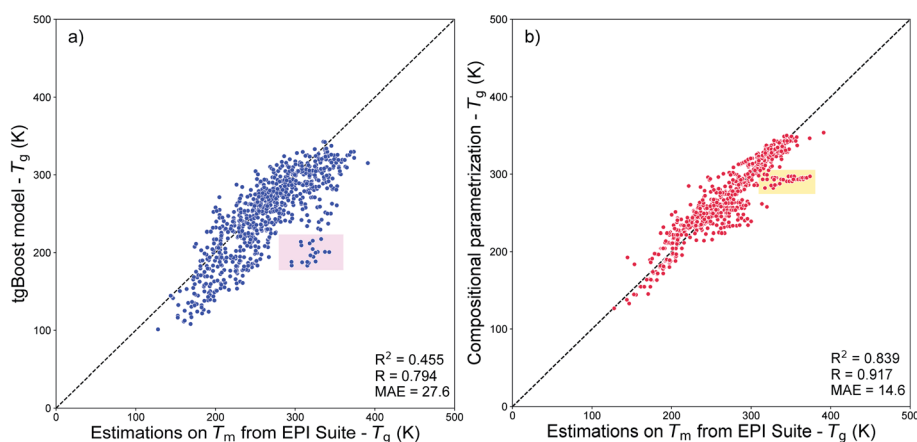 a)
500
400
300
200
100
0
tgBoost model - Tg (K)
R² = 0.455
R = 0.794
MAE = 27.6
0 100 200 300 400 500
Estimations on Tm from EPI Suite - Tg (K)
b)
500
400
300
200
100
0
Compositional parametrization - Tg (K)
R² = 0.839
R = 0.917
MAE = 14.6
0 100 200 300 400 500
Estimations on Tm from EPI Suite - Tg (K)